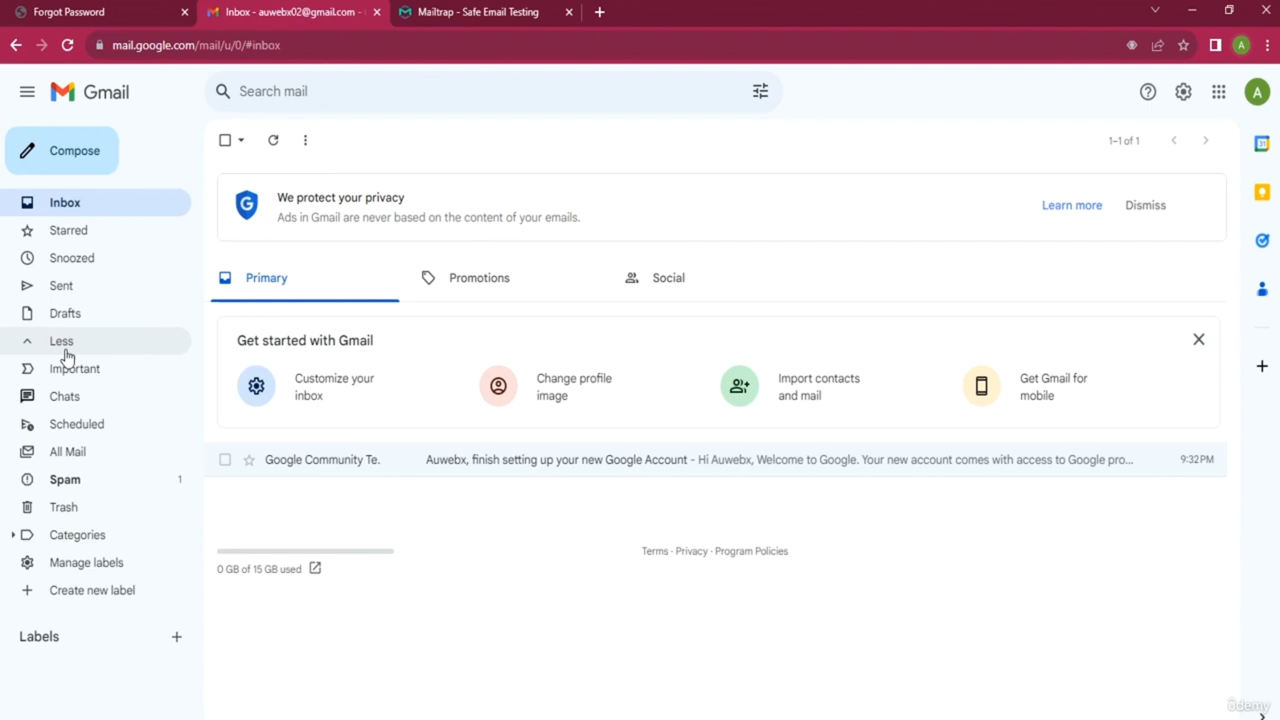 Forgot Password
Inbox - auwebx02@gmail.com -
Mailtrap - Safe Email Testing
mail.google.com/mail/u/0/#inbox
A
Gmail
Search mail
A
Compose
1–1 of 1
Inbox
Starred
Snoozed
Sent
Drafts
Less
Important
Chats
Scheduled
All Mail
Spam 1
Trash
Categories
Manage labels
Create new label
Labels
We protect your privacy
Ads in Gmail are never based on the content of your emails.
Learn more
Dismiss
Primary
Promotions
Social
Get started with Gmail
Customize your
inbox
Change profile
image
Import contacts
and mail
Get Gmail for
mobile
Google Community Te. Auwebx, finish setting up your new Google Account - Hi Auwebx, Welcome to Google. Your new account comes with access to Google pro... 9:32 PM
0 GB of 15 GB used
Terms · Privacy · Program Policies
31
ûdemy